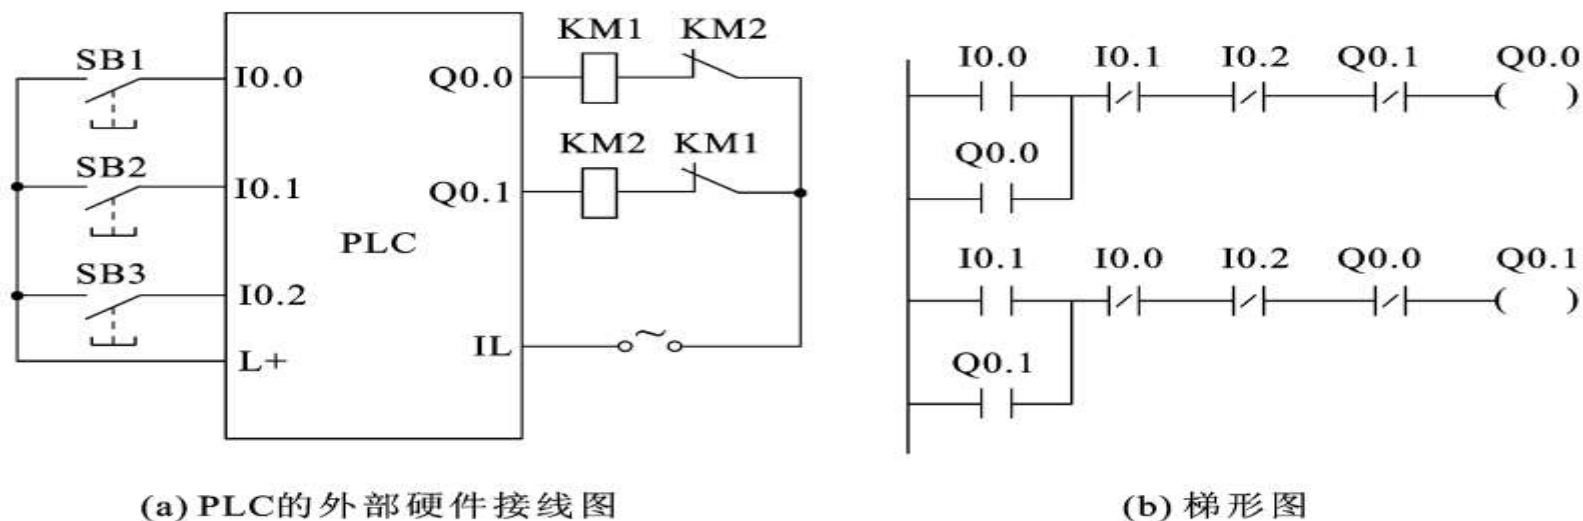 KM1 KM2
SB1 I0.0 Q0.0
KM2 KM1
SB2 I0.1 Q0.1
PLC
SB3 I0.2
L+ IL ~
(a) PLC的外部硬件接线图
I0.0 I0.1 I0.2 Q0.1 Q0.0
( )
Q0.0
I0.1 I0.0 I0.2 Q0.0 Q0.1
( )
Q0.1
(b) 梯形图